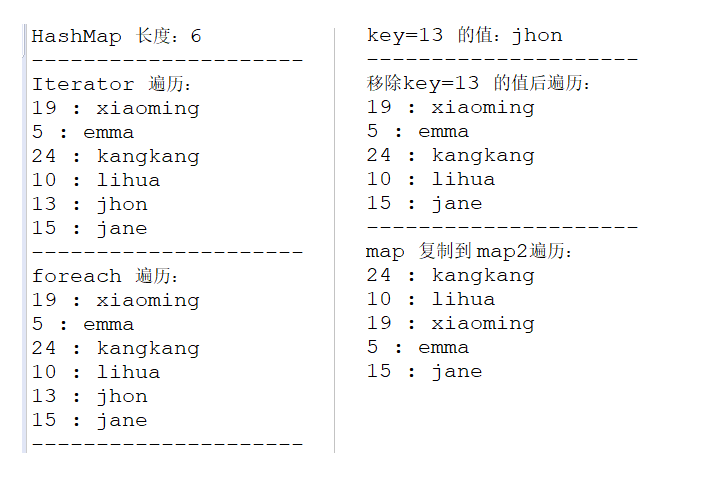 HashMap 长度：6
---------------------
Iterator 遍历：
19 : xiaoming
5 : emma
24 : kangkang
10 : lihua
13 : jhon
15 : jane
---------------------
foreach 遍历：
19 : xiaoming
5 : emma
24 : kangkang
10 : lihua
13 : jhon
15 : jane
---------------------
key=13 的值：jhon
---------------------
移除key=13 的值后遍历：
19 : xiaoming
5 : emma
24 : kangkang
10 : lihua
15 : jane
---------------------
map 复制到 map2遍历：
24 : kangkang
10 : lihua
19 : xiaoming
5 : emma
15 : jane